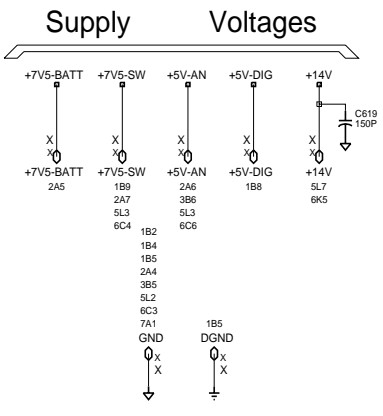 Supply Voltages
+7V5-BATT +7V5-SW +5V-AN +5V-DIG +14V
C619
150P
X X X X X
X X X X X
+7V5-BATT +7V5-SW +5V-AN +5V-DIG +14V
2A5 1B9 2A6 1B8 5L7
2A7 3B6 6K5
5L3 5L3
6C4 6C6
1B2
1B4
1B5
2A4
3B5
5L2
6C3
7A1 1B5
GND DGND
X X
X X